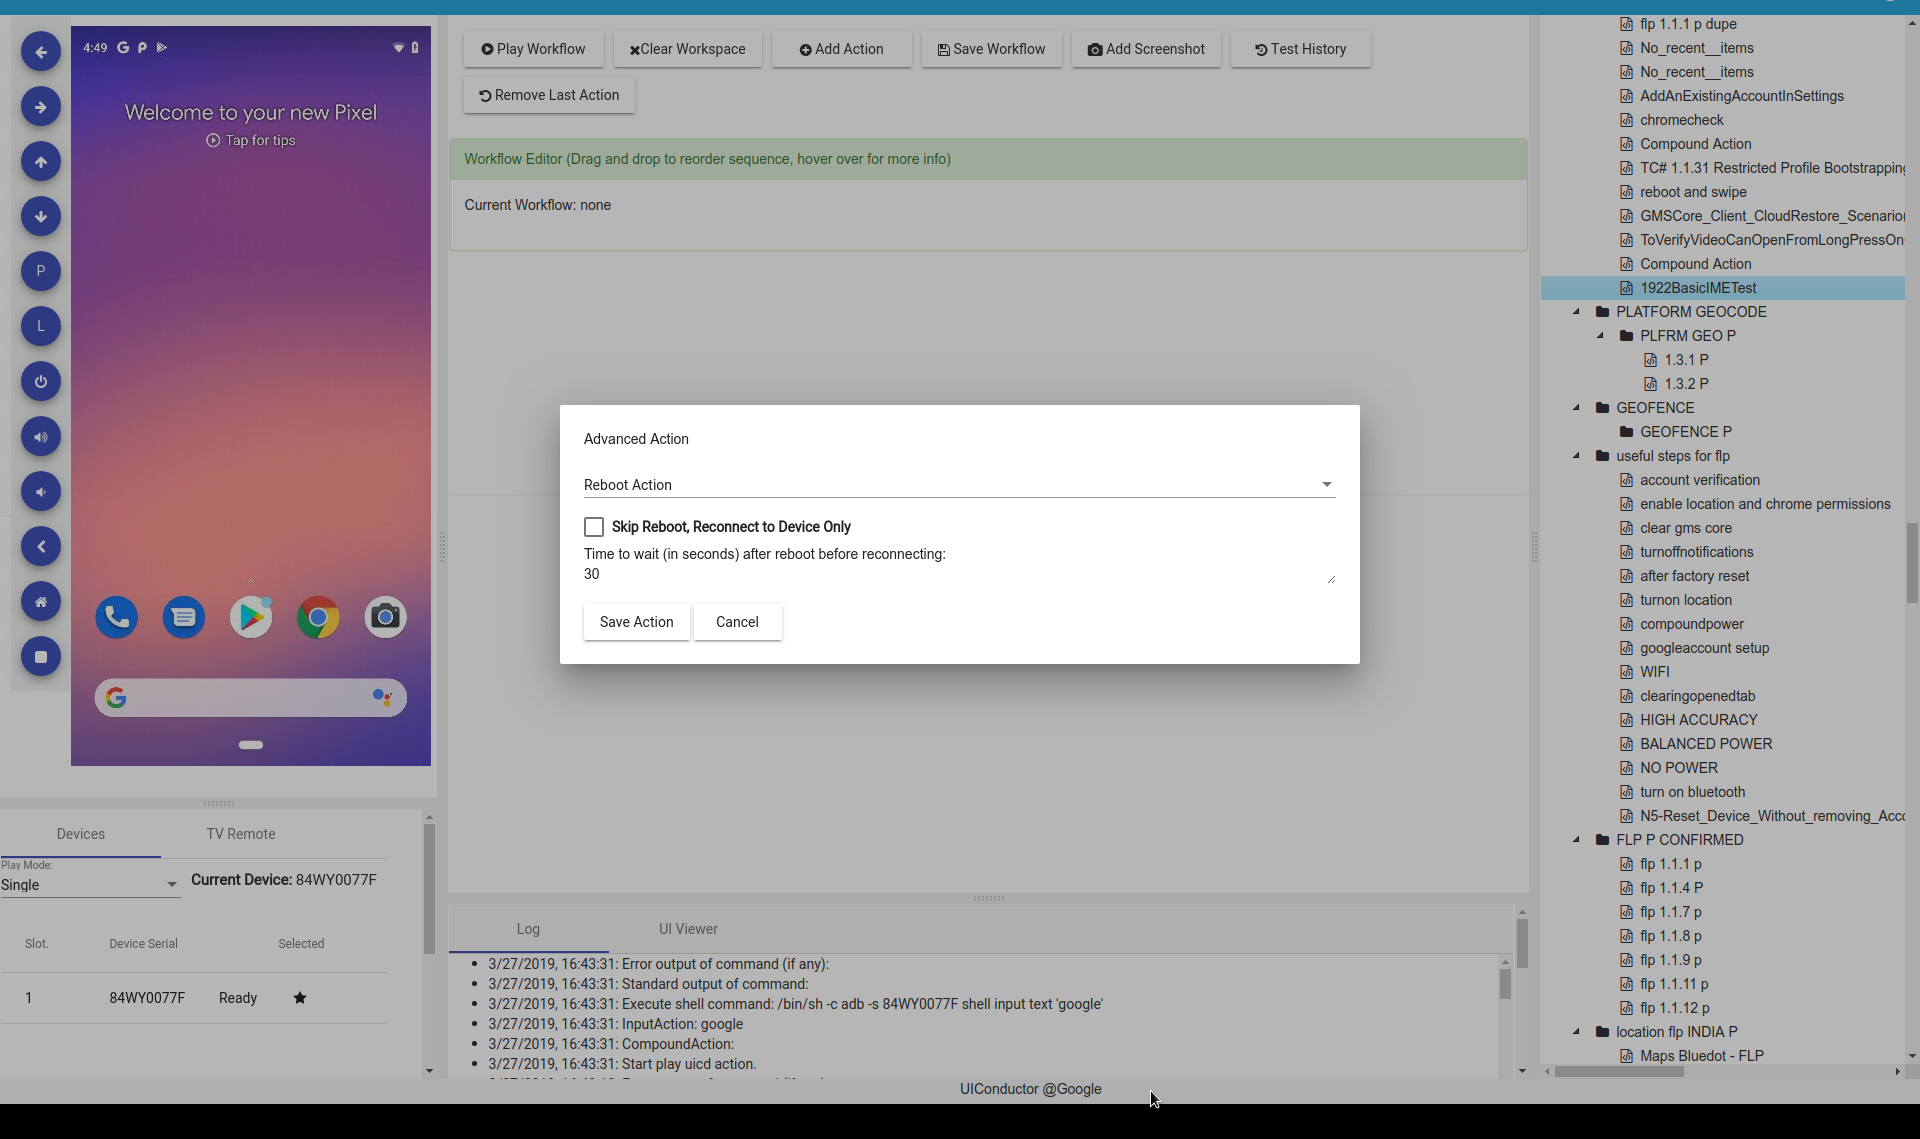 4:49
Welcome to your new Pixel
Tap for tips
P
L
Play Workflow
Clear Workspace
Add Action
Save Workflow
Add Screenshot
Test History
Remove Last Action
Workflow Editor (Drag and drop to reorder sequence, hover over for more info)
Current Workflow: none
Advanced Action
Reboot Action
Skip Reboot, Reconnect to Device Only
Time to wait (in seconds) after reboot before reconnecting:
30
Save Action
Cancel
Devices
TV Remote
Play Mode:
Single
Current Device: 84WY0077F
Slot.
Device Serial
Selected
1
84WY0077F
Ready
Log
UI Viewer
3/27/2019, 16:43:31: Error output of command (if any):
3/27/2019, 16:43:31: Standard output of command:
3/27/2019, 16:43:31: Execute shell command: /bin/sh -c adb -s 84WY0077F shell input text 'google'
3/27/2019, 16:43:31: InputAction: google
3/27/2019, 16:43:31: CompoundAction:
3/27/2019, 16:43:31: Start play uicd action.
UIConductor @Google
flp 1.1.1 p dupe
No_recent__items
No_recent__items
AddAnExistingAccountInSettings
chromecheck
Compound Action
TC# 1.1.31 Restricted Profile Bootstrapping
reboot and swipe
GMSCore_Client_CloudRestore_Scenario(
ToVerifyVideoCanOpenFromLongPressOn
Compound Action
1922BasicIMETest
PLATFORM GEOCODE
PLFRM GEO P
1.3.1 P
1.3.2 P
GEOFENCE
GEOFENCE P
useful steps for flp
account verification
enable location and chrome permissions
clear gms core
turnoffnotifications
after factory reset
turnon location
compoundpower
googleaccount setup
WIFI
clearingopenedtab
HIGH ACCURACY
BALANCED POWER
NO POWER
turn on bluetooth
N5-Reset_Device_Without_removing_Acco
FLP P CONFIRMED
flp 1.1.1 p
flp 1.1.4 P
flp 1.1.7 p
flp 1.1.8 p
flp 1.1.9 p
flp 1.1.11 p
flp 1.1.12 p
location flp INDIA P
Maps Bluedot - FLP